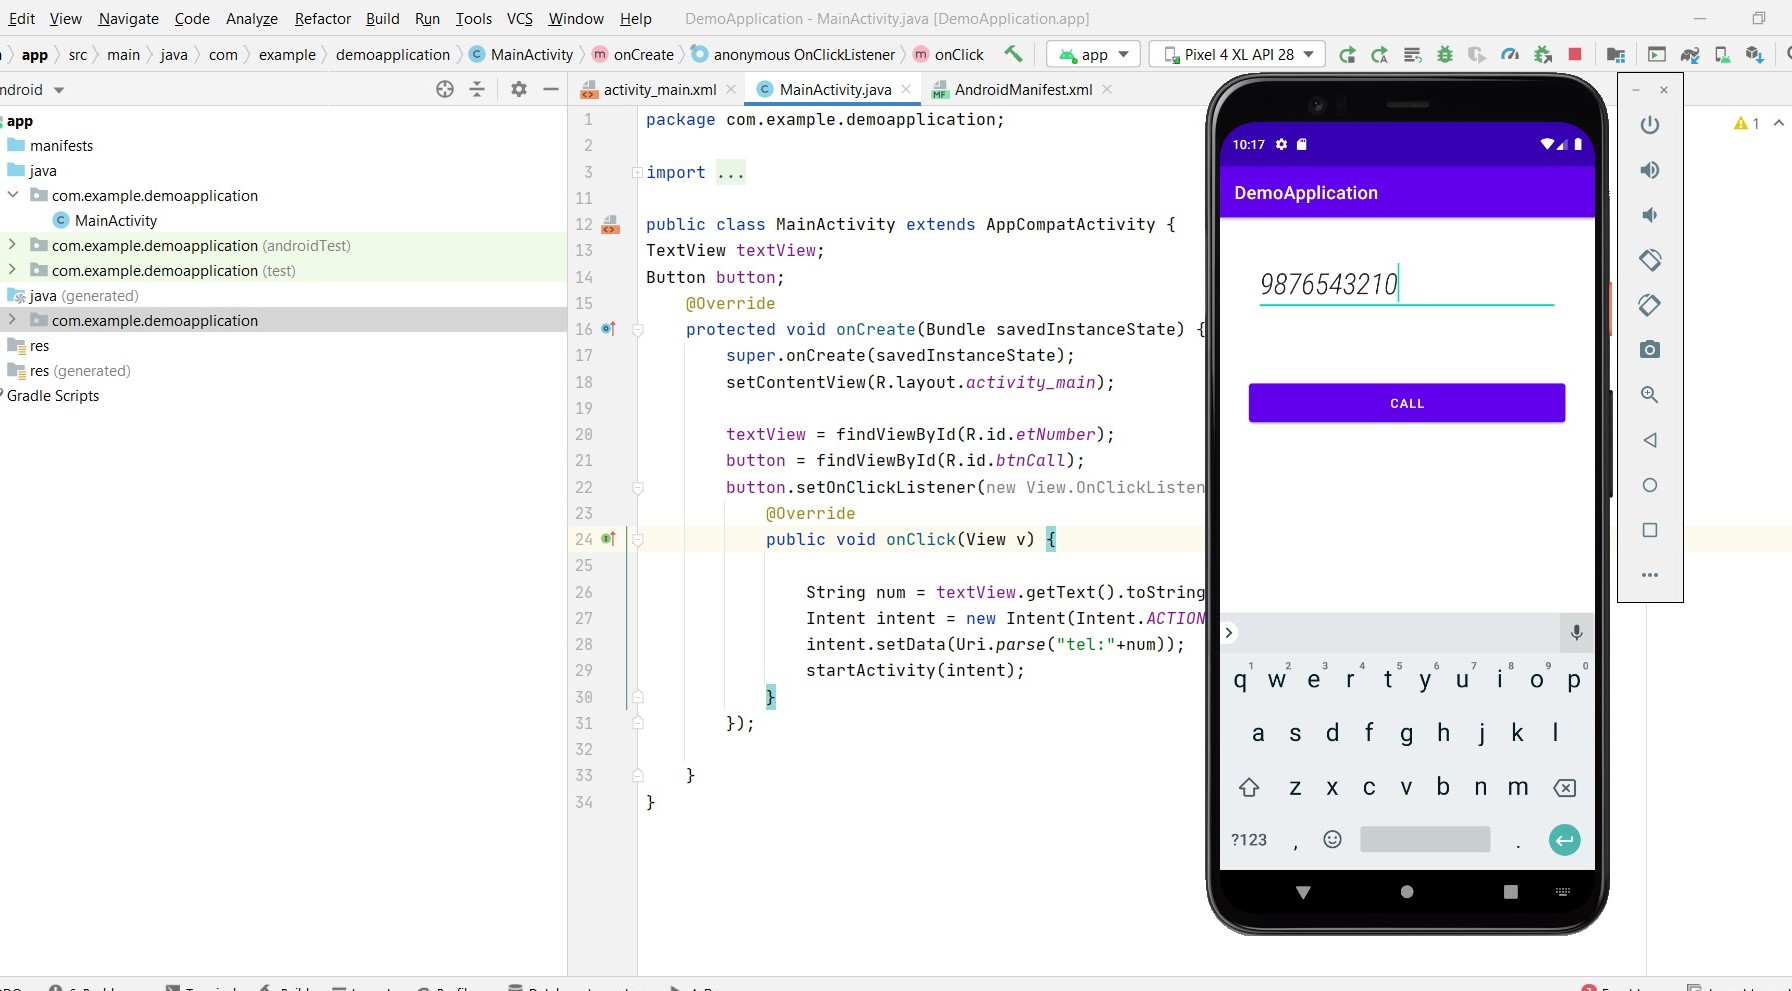 Edit View Navigate Code Analyze Refactor Build Run Tools VCS Window Help DemoApplication - MainActivity.java [DemoApplication.app]
app src main java com example demoapplication MainActivity onCreate anonymous OnClickListener onClick app Pixel 4 XL API 28
activity_main.xml MainActivity.java AndroidManifest.xml
app
manifests
java
com.example.demoapplication
MainActivity
com.example.demoapplication (androidTest)
com.example.demoapplication (test)
java (generated)
com.example.demoapplication
res
res (generated)
Gradle Scripts
1 package com.example.demoapplication;
2
3 import ...
11
12 public class MainActivity extends AppCompatActivity {
13 TextView textView;
14 Button button;
15 @Override
16 protected void onCreate(Bundle savedInstanceState) {
17 super.onCreate(savedInstanceState);
18 setContentView(R.layout.activity_main);
19
20 textView = findViewById(R.id.etNumber);
21 button = findViewById(R.id.btnCall);
22 button.setOnClickListener(new View.OnClickListen
23 @Override
24 public void onClick(View v) {
25
26 String num = textView.getText().toString
27 Intent intent = new Intent(Intent.ACTION
28 intent.setData(Uri.parse("tel:"+num));
29 startActivity(intent);
30 }
31 });
32
33 }
34 }
1
10:17
DemoApplication
9876543210
CALL
q 1 w 2 e 3 r 4 t 5 y 6 u 7 i 8 o 9 p 0
a s d f g h j k l
z x c v b n m
?123 , .